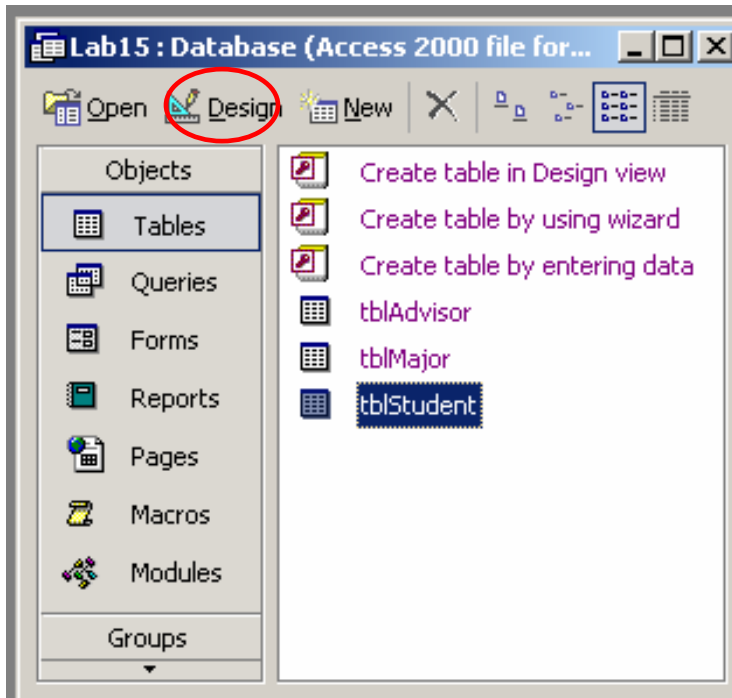 Lab15 : Database (Access 2000 file for...
Open Design New
Objects
Tables
Queries
Forms
Reports
Pages
Macros
Modules
Groups
Create table in Design view
Create table by using wizard
Create table by entering data
tblAdvisor
tblMajor
tblStudent